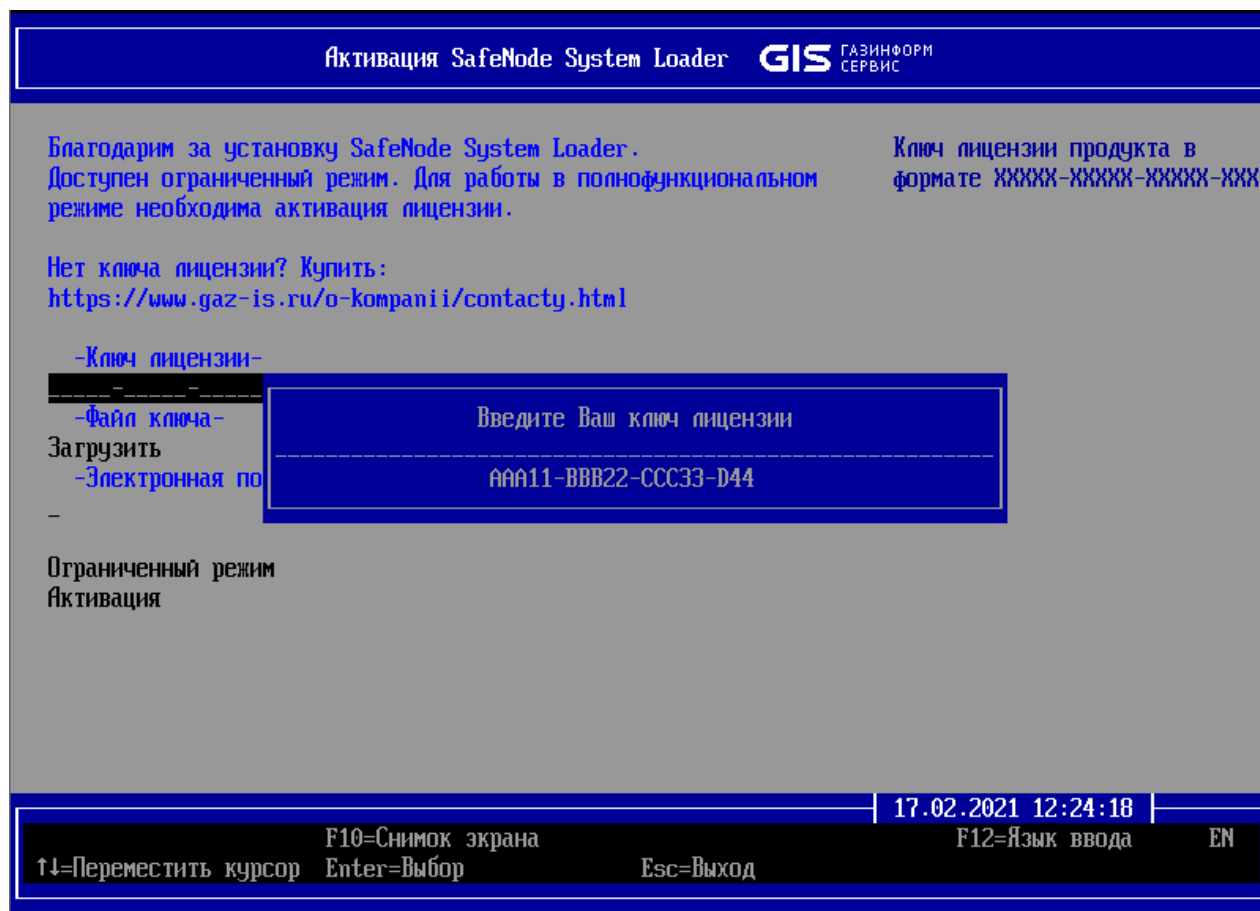 Активация SafeNode System Loader GIS ГАЗИНФОРМ
СЕРВИС
Благодарим за установку SafeNode System Loader.
Доступен ограниченный режим. Для работы в полнофункциональном
режиме необходима активация лицензии.
Нет ключа лицензии? Купить:
https://www.gaz-is.ru/o-kompanii/contacty.html
Ключ лицензии продукта в
формате XXXXX-XXXXX-XXXXX-XXX
-Ключ лицензии-
_____-_____-_____
-Файл ключа-
Загрузить
-Электронная по
_
Введите Ваш ключ лицензии
AAA11-BBB22-CCC33-D44
Ограниченный режим
Активация
17.02.2021 12:24:18
F10=Снимок экрана F12=Язык ввода EN
↑↓=Переместить курсор Enter=Выбор Esc=Выход